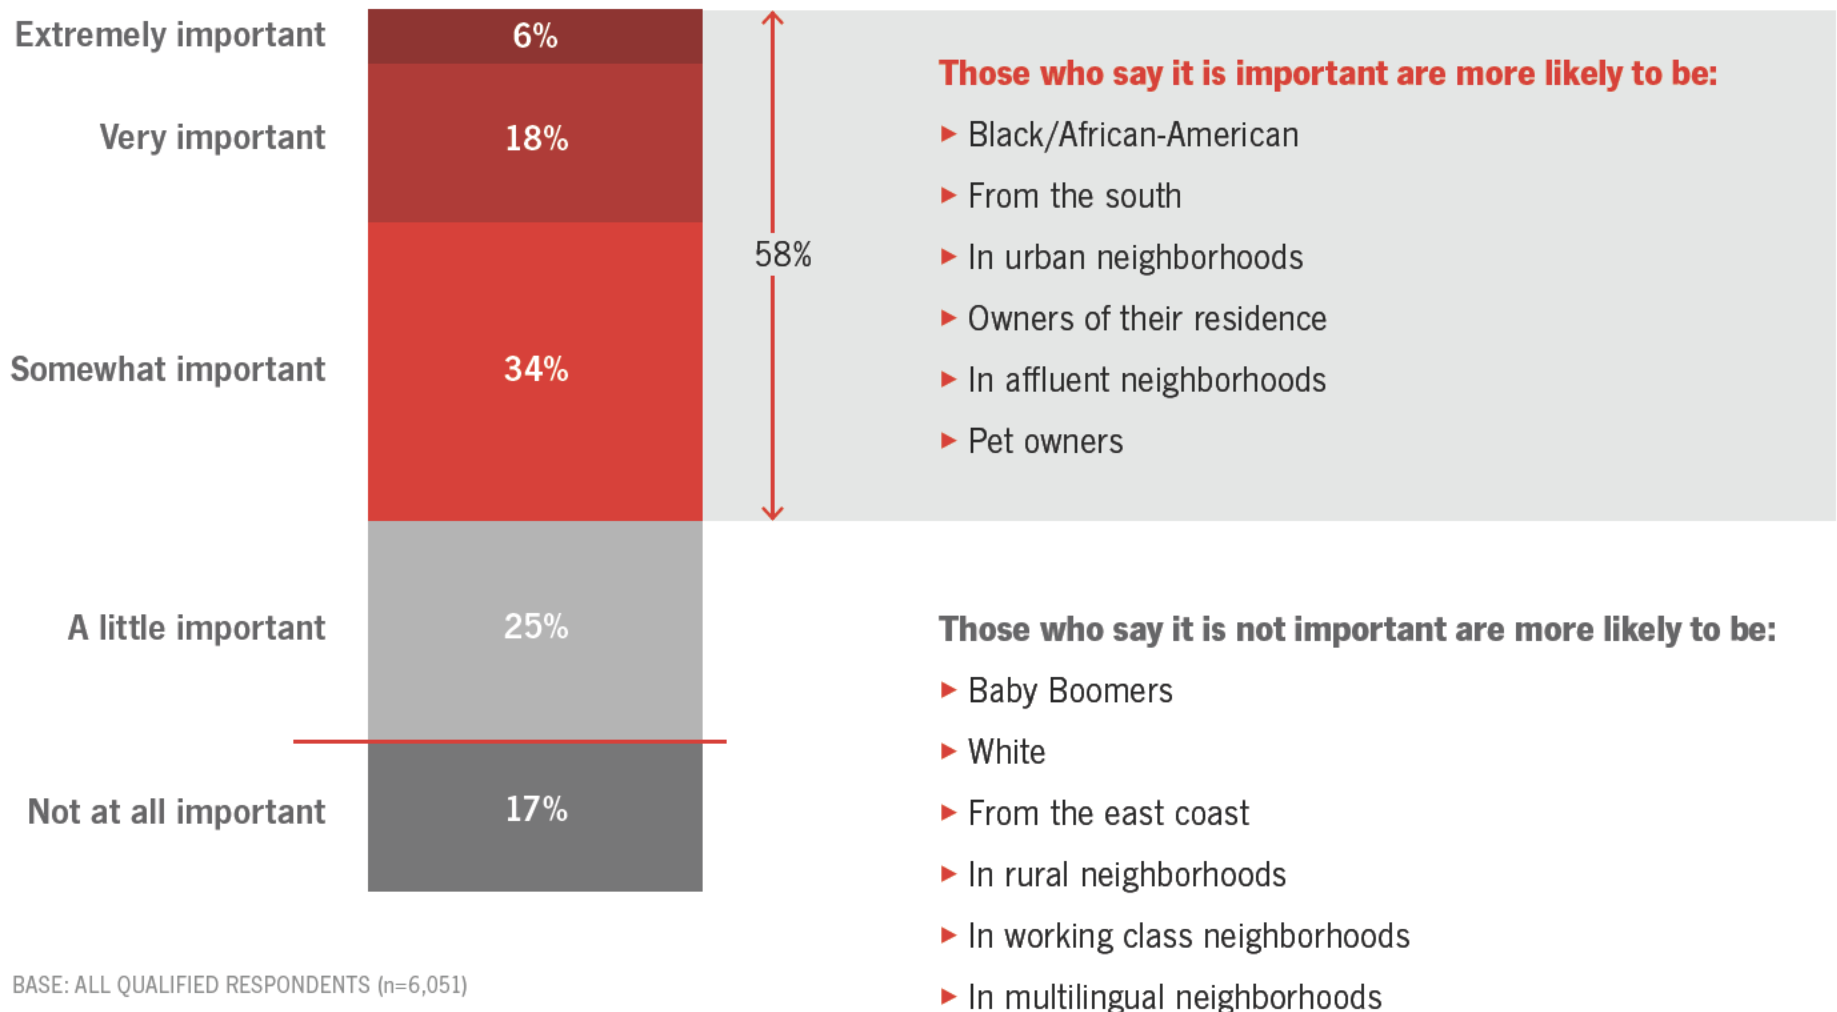 Extremely important
6%
Very important
18%
Somewhat important
34%
A little important
25%
Not at all important
17%
58%
Those who say it is important are more likely to be:
► Black/African-American
► From the south
► In urban neighborhoods
► Owners of their residence
► In affluent neighborhoods
► Pet owners
Those who say it is not important are more likely to be:
► Baby Boomers
► White
► From the east coast
► In rural neighborhoods
► In working class neighborhoods
► In multilingual neighborhoods
BASE: ALL QUALIFIED RESPONDENTS (n=6,051)